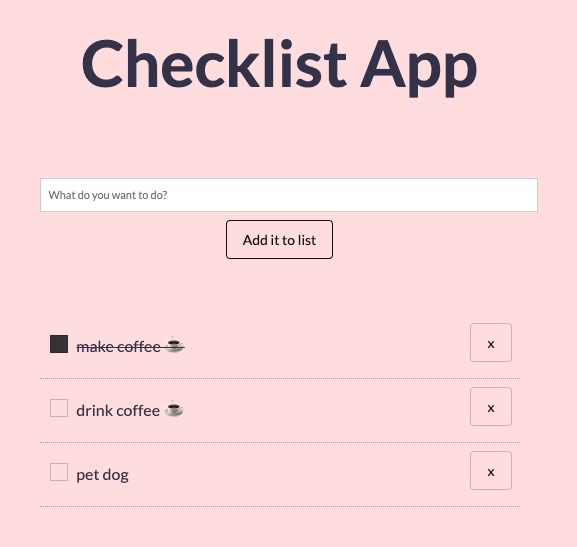 Checklist App
What do you want to do?
Add it to list
make coffee ☕ x
drink coffee ☕ x
pet dog x